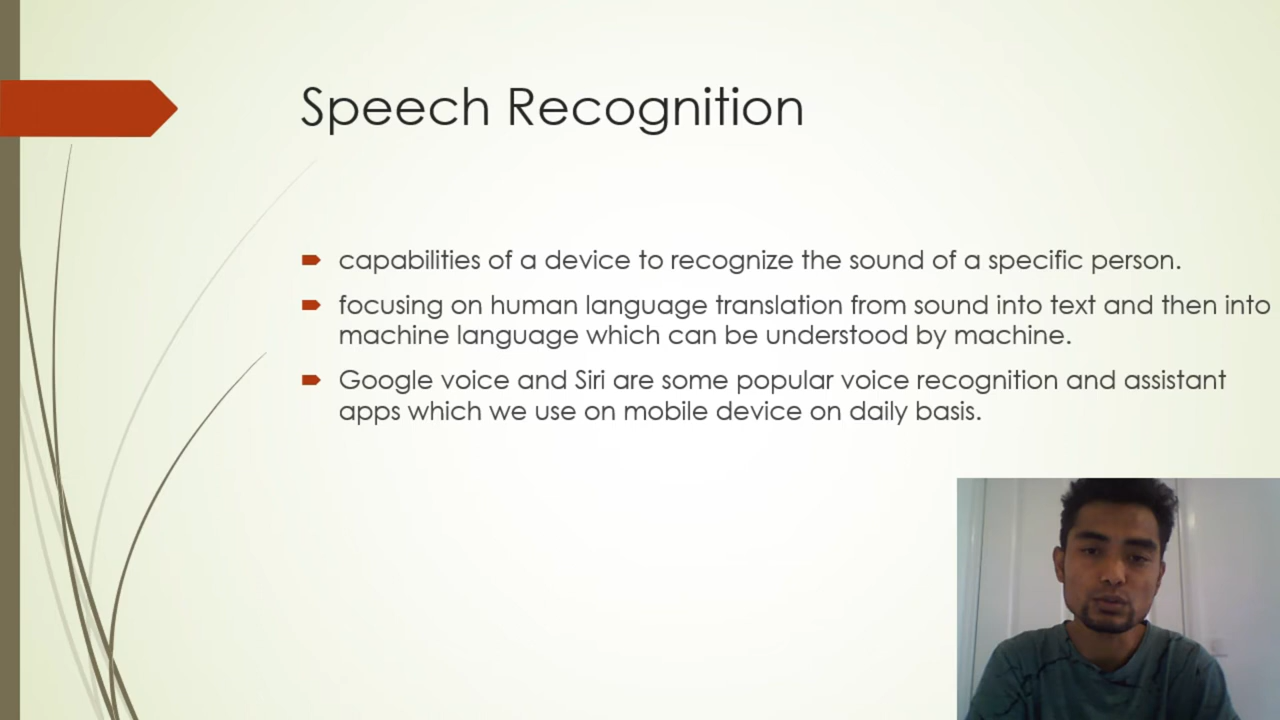 Speech Recognition
capabilities of a device to recognize the sound of a specific person.
focusing on human language translation from sound into text and then into
machine language which can be understood by machine.
Google voice and Siri are some popular voice recognition and assistant
apps which we use on mobile device on daily basis.